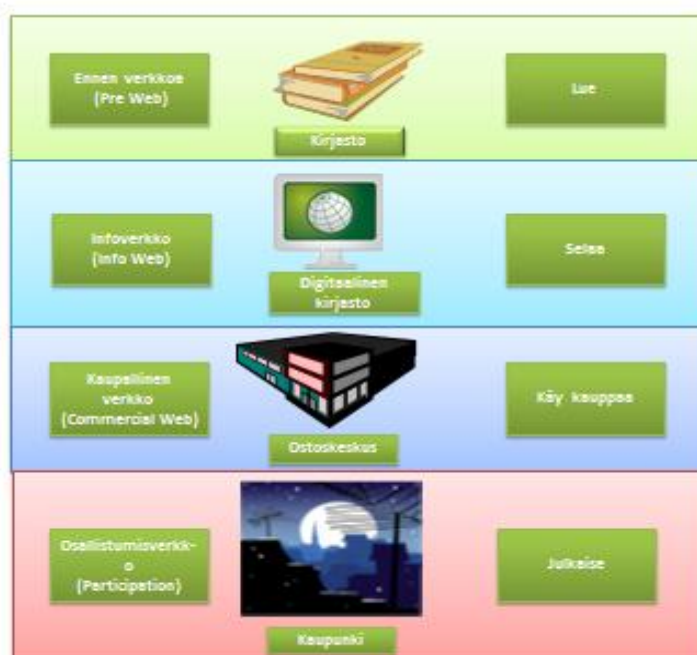 Ennen verkkoa
(Pre Web)
Kirjasto
Lue
Infoverkko
(Info Web)
Digitaalinen
kirjasto
Selaa
Kaupallinen
verkko
(Commercial Web)
Ostoskeskus
Käy kauppaa
Osallistumisverkk-
o
(Participation)
Kaupunki
Julkaise